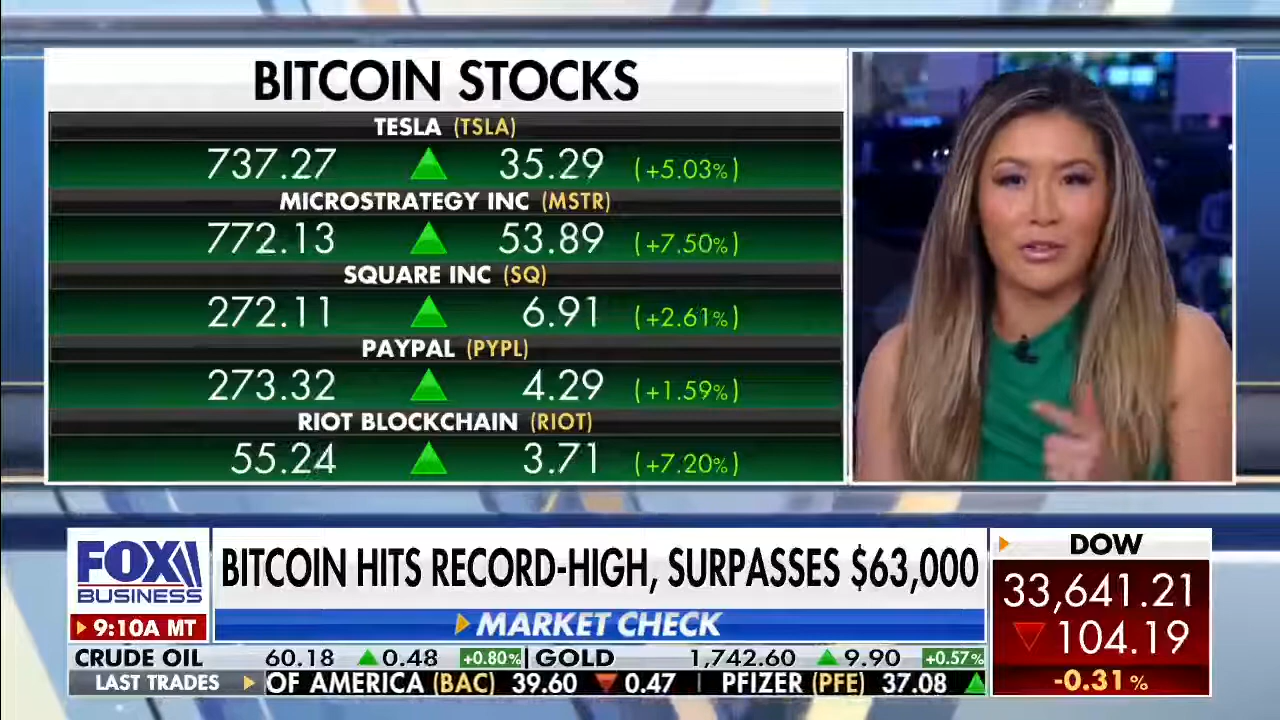 BITCOIN STOCKS
TESLA (TSLA)
737.27 ▲ 35.29 (+5.03%)
MICROSTRATEGY INC (MSTR)
772.13 ▲ 53.89 (+7.50%)
SQUARE INC (SQ)
272.11 ▲ 6.91 (+2.61%)
PAYPAL (PYPL)
273.32 ▲ 4.29 (+1.59%)
RIOT BLOCKCHAIN (RIOT)
55.24 ▲ 3.71 (+7.20%)
FOX
BUSINESS
9:10A MT
BITCOIN HITS RECORD-HIGH, SURPASSES $63,000
MARKET CHECK
DOW
33,641.21
▼ 104.19
-0.31%
CRUDE OIL 60.18 ▲ 0.48 +0.80% GOLD 1,742.60 ▲ 9.90 +0.57%
LAST TRADES OF AMERICA (BAC) 39.60 ▼ 0.47 PFIZER (PFE) 37.08 ▲